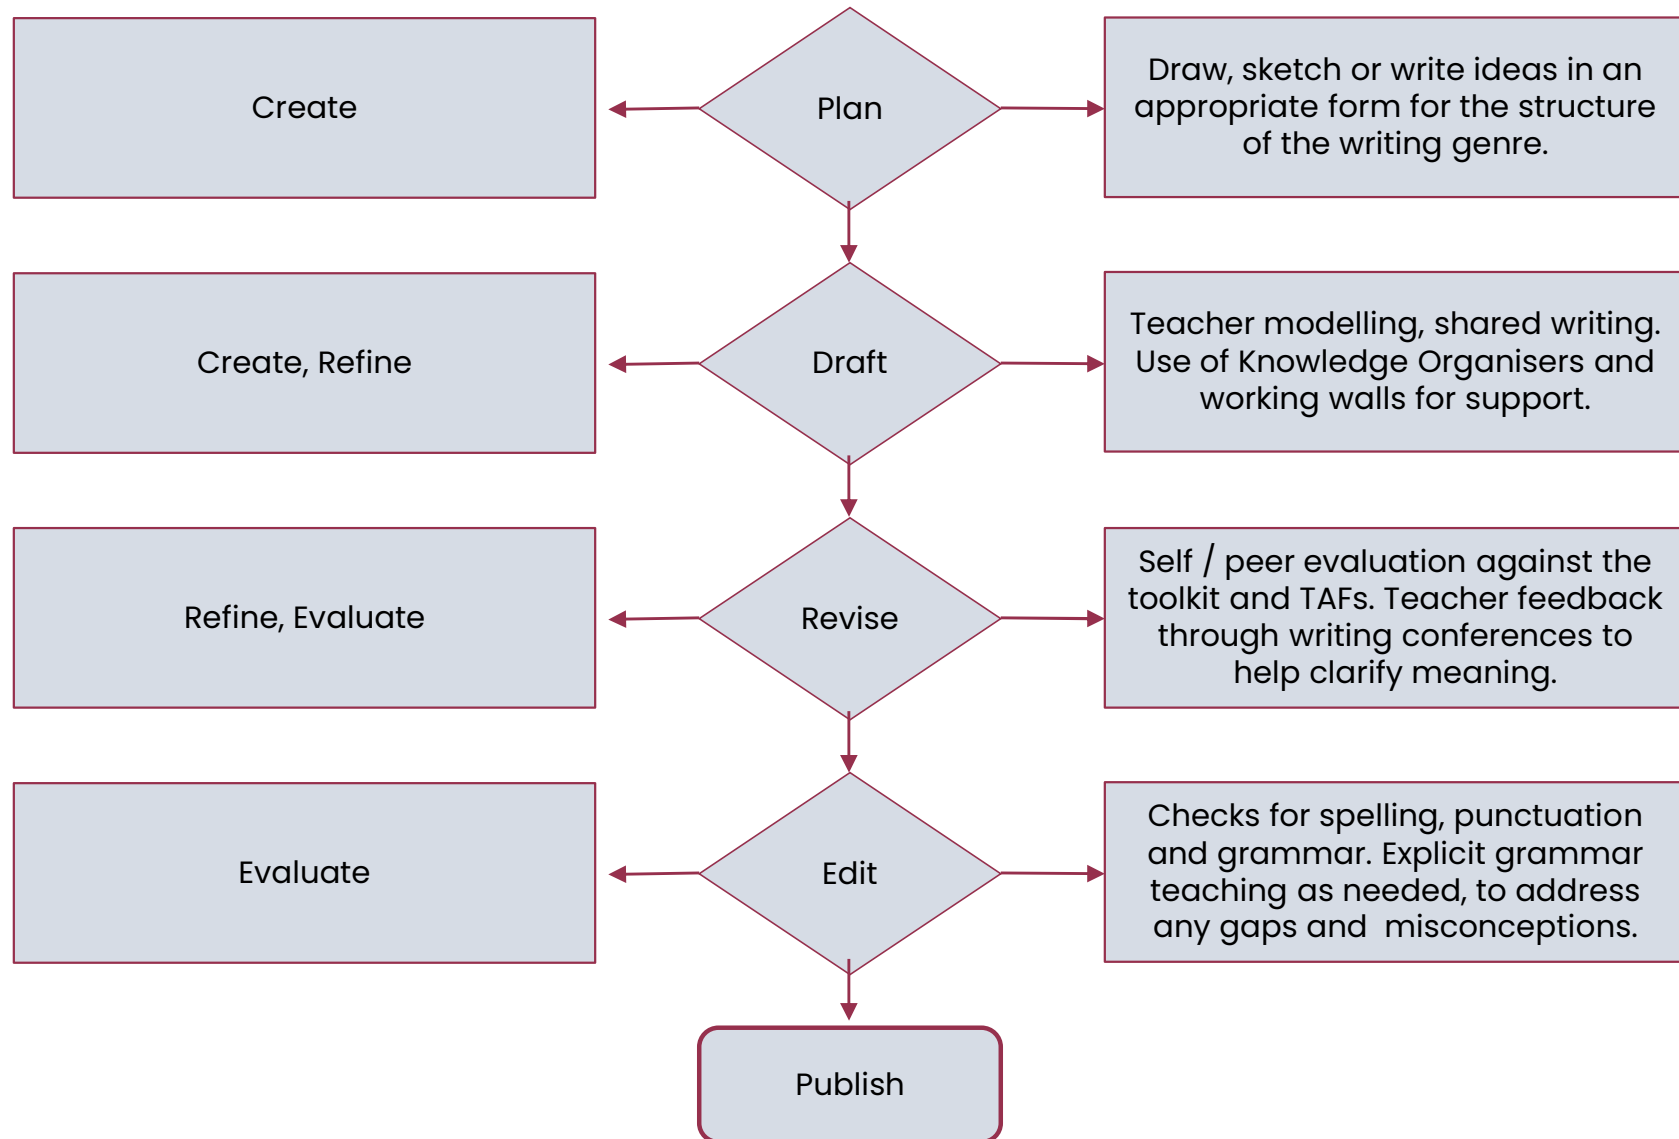 Create
Plan
Draw, sketch or write ideas in an
appropriate form for the structure
of the writing genre.
Create, Refine
Draft
Teacher modelling, shared writing.
Use of Knowledge Organisers and
working walls for support.
Refine, Evaluate
Revise
Self / peer evaluation against the
toolkit and TAFs. Teacher feedback
through writing conferences to
help clarify meaning.
Evaluate
Edit
Checks for spelling, punctuation
and grammar. Explicit grammar
teaching as needed, to address
any gaps and  misconceptions.
Publish